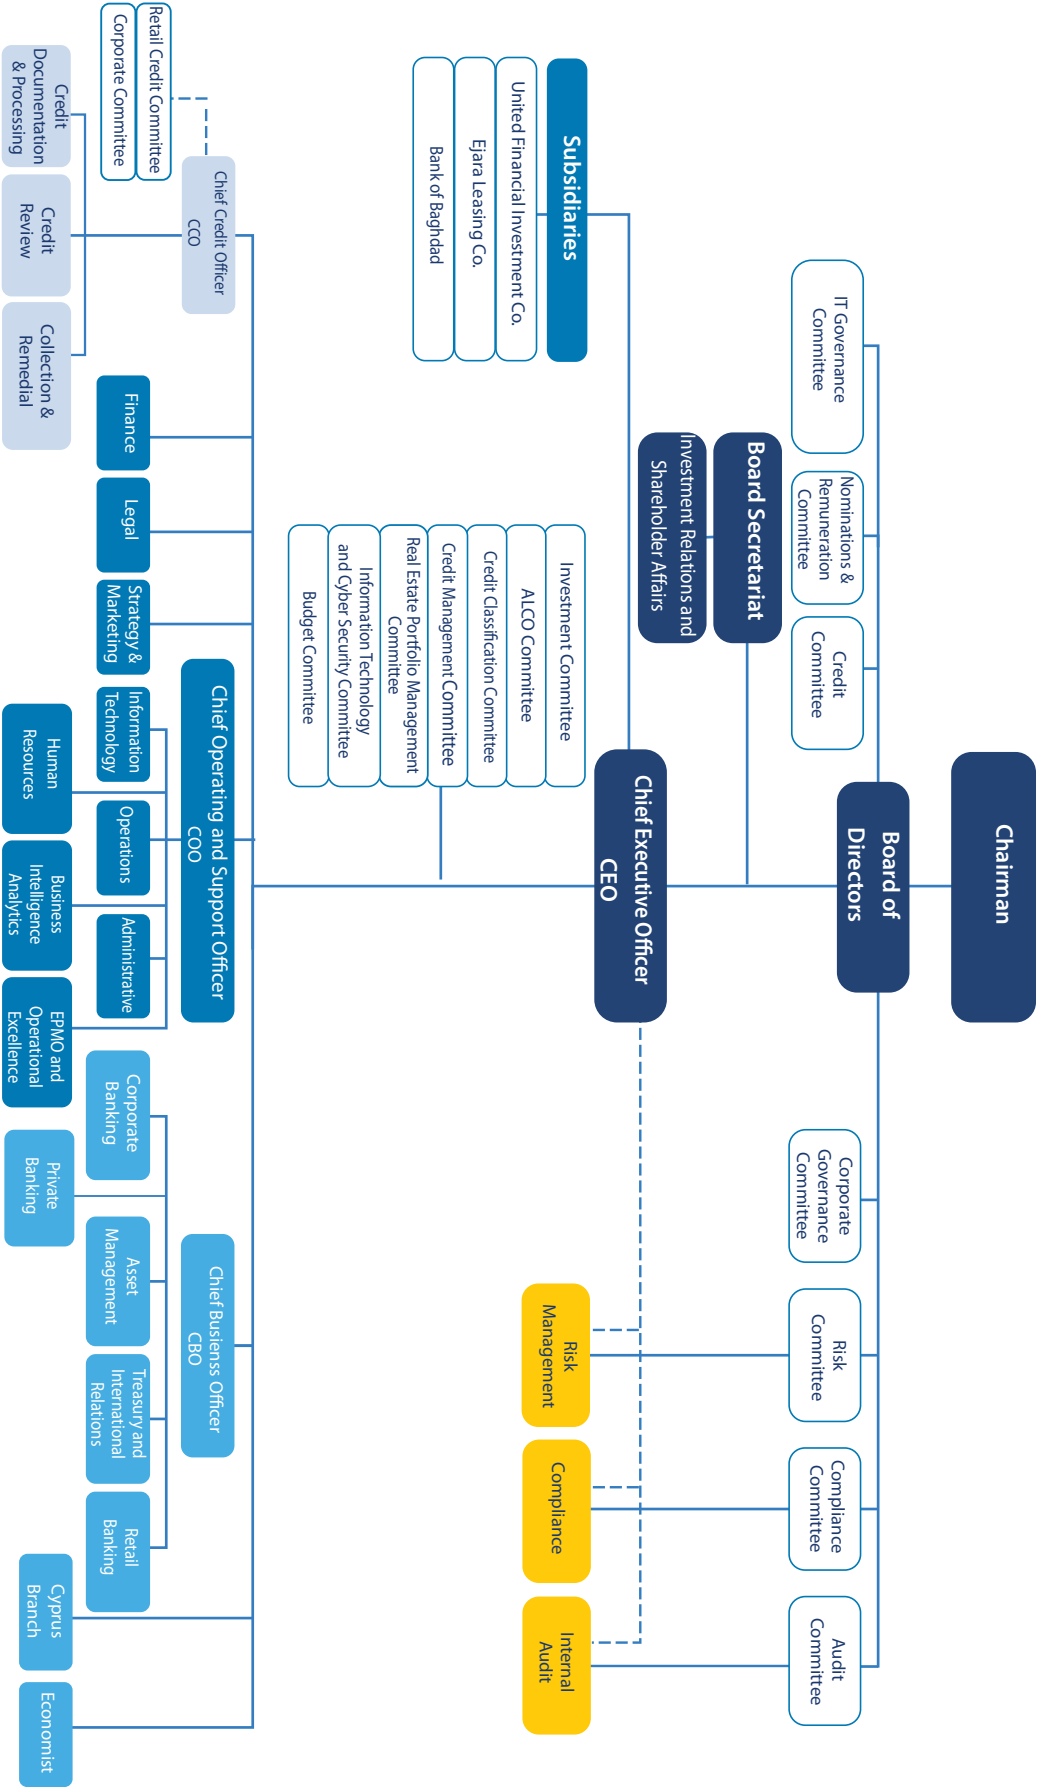 Chairman
Board of
Directors
IT Governance
Committee
Nominations &
Remuneration
Committee
Credit
Committee
Corporate
Governance
Committee
Risk
Committee
Compliance
Committee
Audit
Committee
Board Secretariat
Investment Relations and
Shareholder Affairs
Chief Executive Officer
CEO
Subsidiaries
United Financial Investment Co.
Ejara Leasing Co.
Bank of Baghdad
Risk
Management
Compliance
Internal
Audit
Investment Committee
ALCO Committee
Credit Classification Committee
Credit Management Committee
Real Estate Portfolio Management
Committee
Information Technology
and Cyber Security Committee
Budget Committee
Chief Credit Officer
CCO
Retail Credit Committee
Corporate Committee
Credit
Documentation
& Processing
Credit
Review
Collection &
Remedial
Finance
Legal
Strategy &
Marketing
Chief Operating and Support Officer
COO
Information
Technology
Operations
Administrative
Human
Resources
Business
Intelligence
Analytics
EPMO and
Operational
Excellence
Chief Busienss Officer
CBO
Corporate
Banking
Private
Banking
Asset
Management
Treasury and
International
Relations
Retail
Banking
Cyprus
Branch
Economist